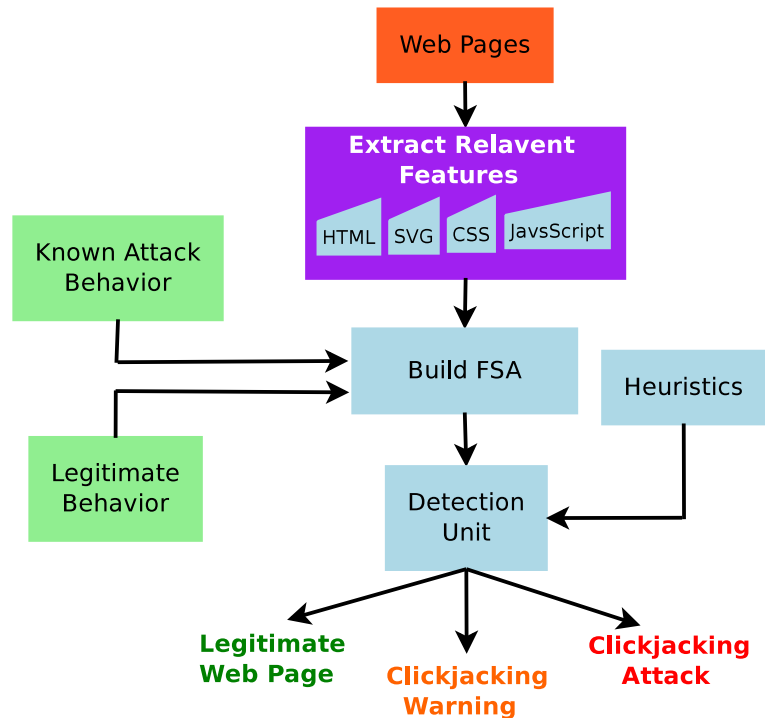 Web Pages
Extract Relavent
Features
HTML
SVG
CSS
JavsScript
Known Attack
Behavior
Build FSA
Heuristics
Legitimate
Behavior
Detection
Unit
Legitimate
Web Page
Clickjacking
Warning
Clickjacking
Attack